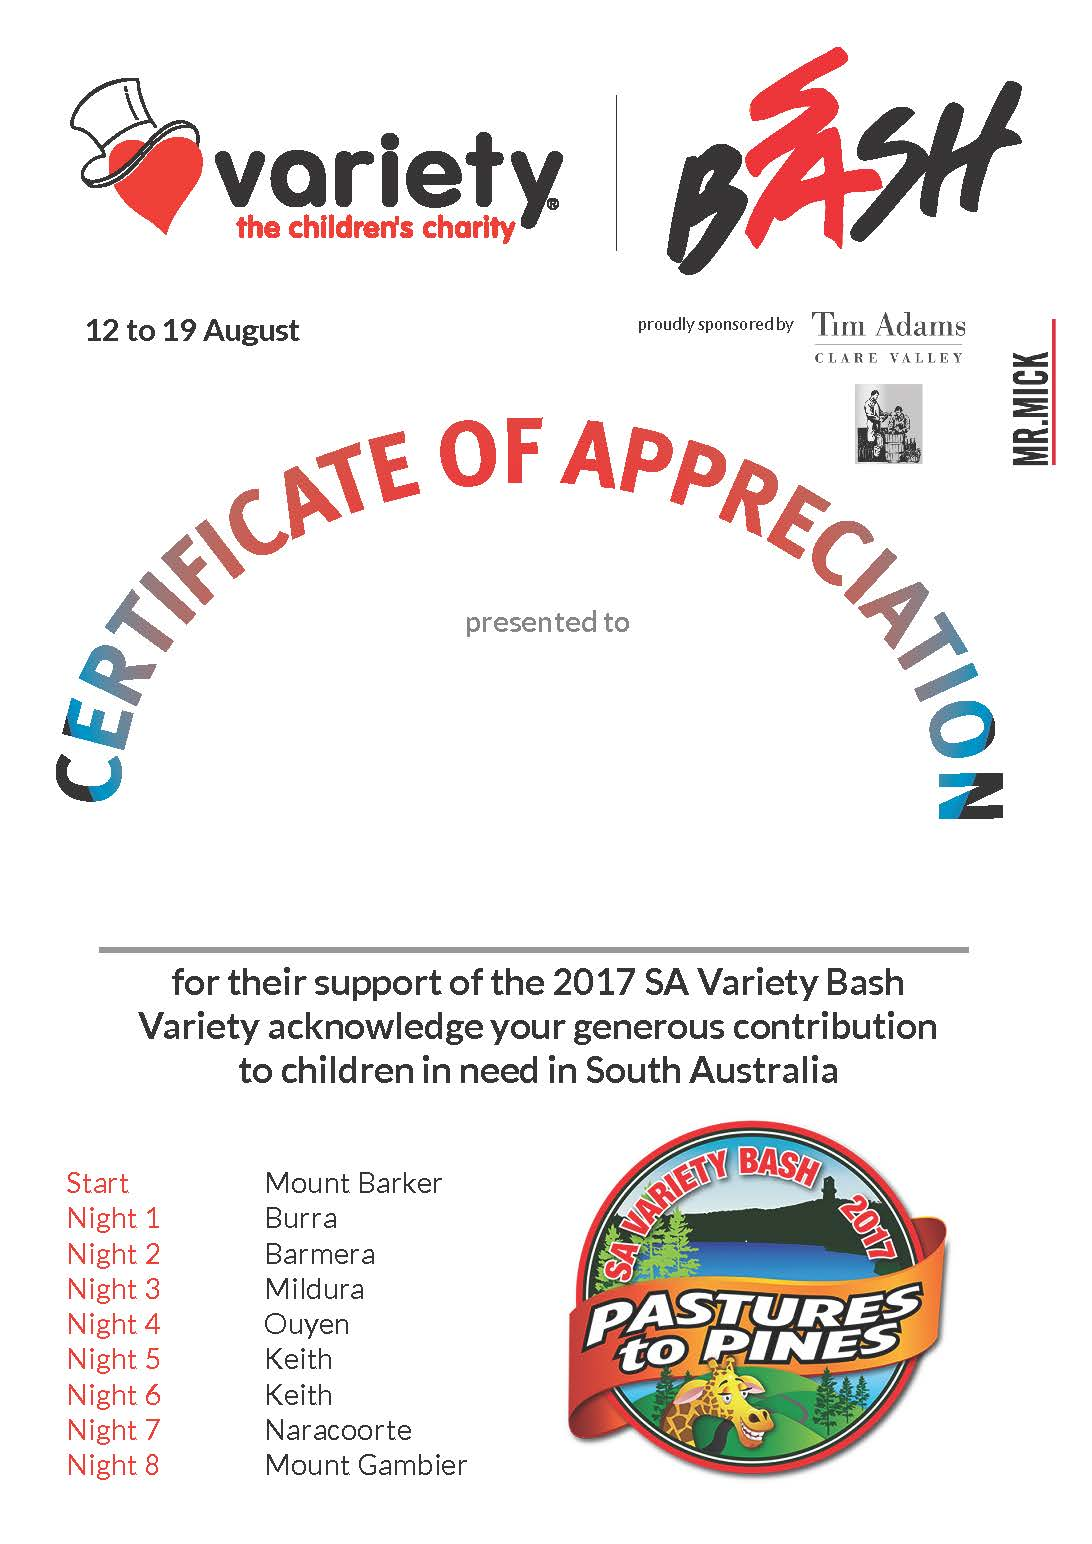 variety®
the children's charity
SA BASH
12 to 19 August
proudly sponsored by
Tim Adams
CLARE VALLEY
MR.MICK
CERTIFICATE OF APPRECIATION
presented to
for their support of the 2017 SA Variety Bash
Variety acknowledge your generous contribution
to children in need in South Australia
Start Mount Barker
Night 1 Burra
Night 2 Barmera
Night 3 Mildura
Night 4 Ouyen
Night 5 Keith
Night 6 Keith
Night 7 Naracoorte
Night 8 Mount Gambier
SA VARIETY BASH 2017
PASTURES
to PINES